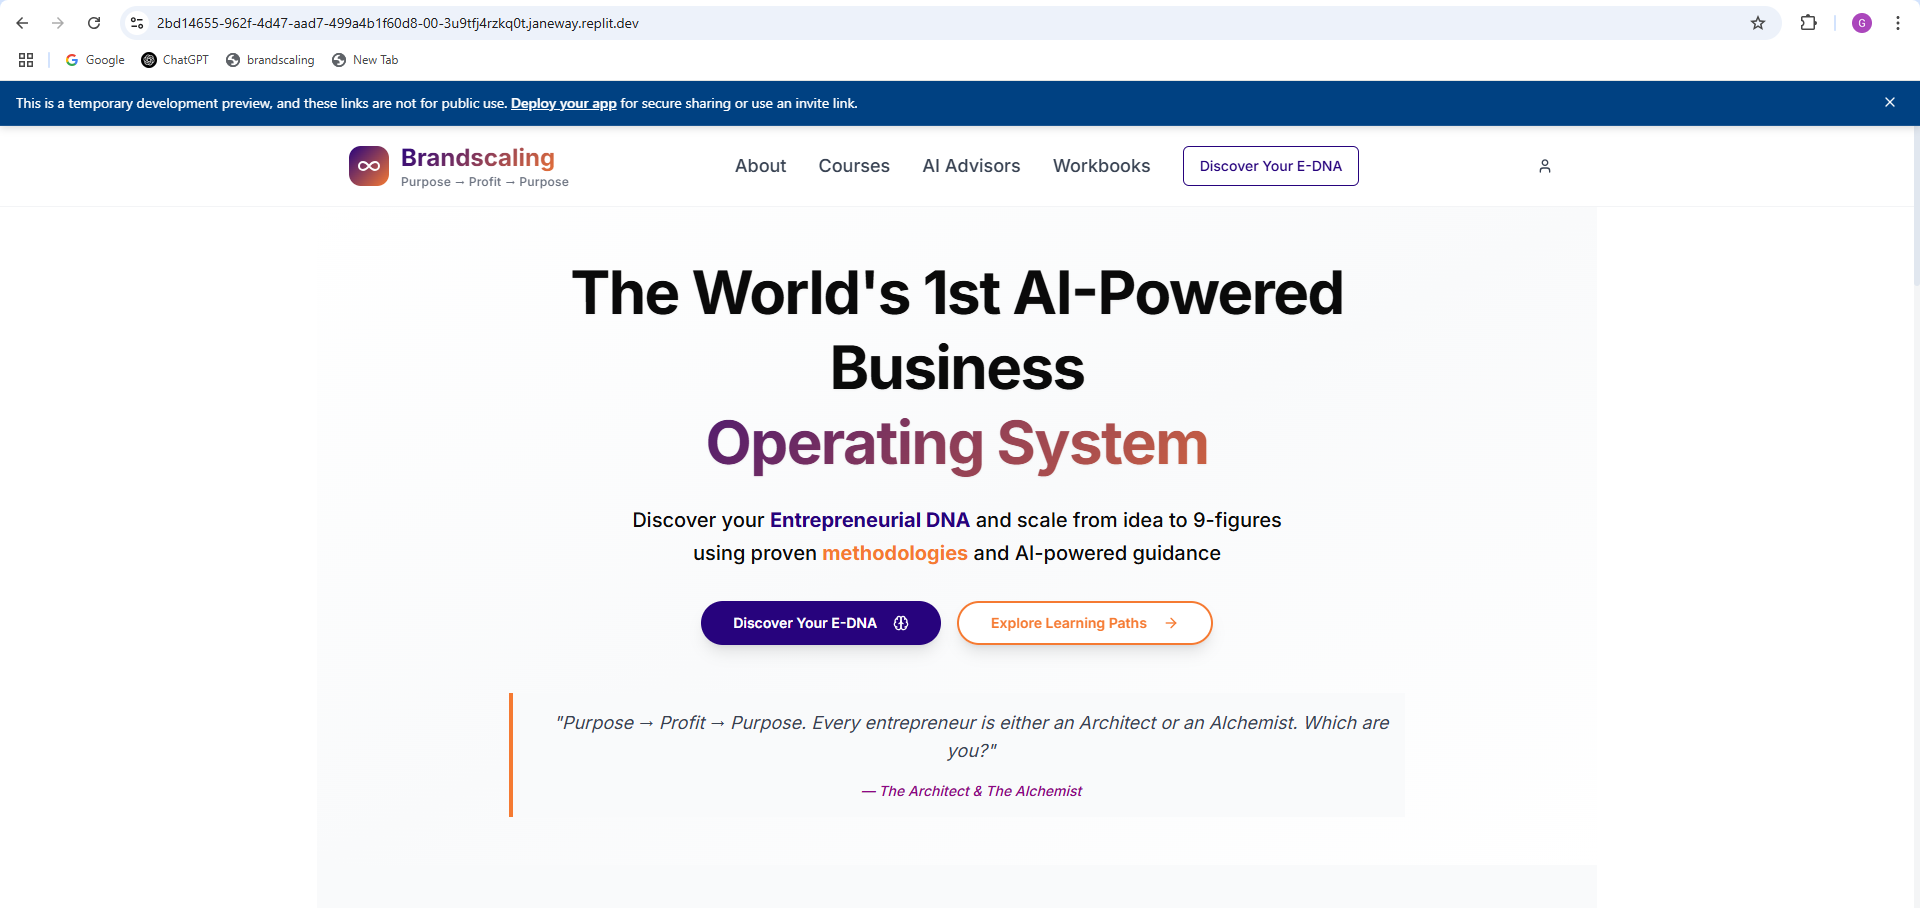 2bd14655-962f-4d47-aad7-499a4b1f60d8-00-3u9tfj4rzkq0t.janeway.replit.dev
G
Google
ChatGPT
brandscaling
New Tab
This is a temporary development preview, and these links are not for public use. Deploy your app for secure sharing or use an invite link.
Brandscaling
Purpose → Profit → Purpose
About
Courses
AI Advisors
Workbooks
Discover Your E-DNA
The World's 1st AI-Powered
Business
Operating System
Discover your Entrepreneurial DNA and scale from idea to 9-figures
using proven methodologies and AI-powered guidance
Discover Your E-DNA
Explore Learning Paths →
"Purpose → Profit → Purpose. Every entrepreneur is either an Architect or an Alchemist. Which are
you?"
— The Architect & The Alchemist